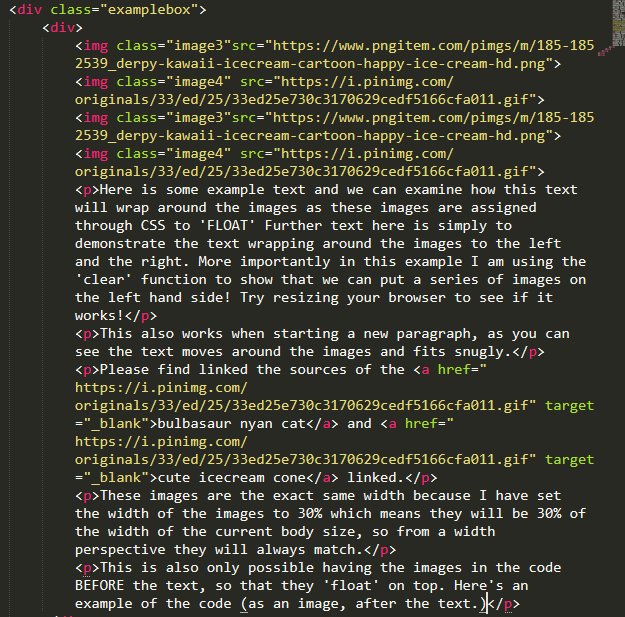 <div class="examplebox">
<div>
<img class="image3"src="https://www.pngitem.com/pimgs/m/185-185
2539_derpy-kawaii-icecream-cartoon-happy-ice-cream-hd.png">
<img class="image4" src="https://i.pinimg.com/
originals/33/ed/25/33ed25e730c3170629cedf5166cfa011.gif">
<img class="image3"src="https://www.pngitem.com/pimgs/m/185-185
2539_derpy-kawaii-icecream-cartoon-happy-ice-cream-hd.png">
<img class="image4" src="https://i.pinimg.com/
originals/33/ed/25/33ed25e730c3170629cedf5166cfa011.gif">
<p>Here is some example text and we can examine how this text
will wrap around the images as these images are assigned
through CSS to 'FLOAT' Further text here is simply to
demonstrate the text wrapping around the images to the left
and the right. More importantly in this example I am using the
'clear' function to show that we can put a series of images on
the left hand side! Try resizing your browser to see if it
works!</p>
<p>This also works when starting a new paragraph, as you can
see the text moves around the images and fits snugly.</p>
<p>Please find linked the sources of the <a href="
https://i.pinimg.com/
originals/33/ed/25/33ed25e730c3170629cedf5166cfa011.gif" target
="_blank">bulbasaur nyan cat</a> and <a href="
https://i.pinimg.com/
originals/33/ed/25/33ed25e730c3170629cedf5166cfa011.gif" target
="_blank">cute icecream cone</a> linked.</p>
<p>These images are the exact same width because I have set
the width of the images to 30% which means they will be 30% of
the width of the current body size, so from a width
perspective they will always match.</p>
<p>This is also only possible having the images in the code
BEFORE the text, so that they 'float' on top. Here's an
example of the code (as an image, after the text.)</p>